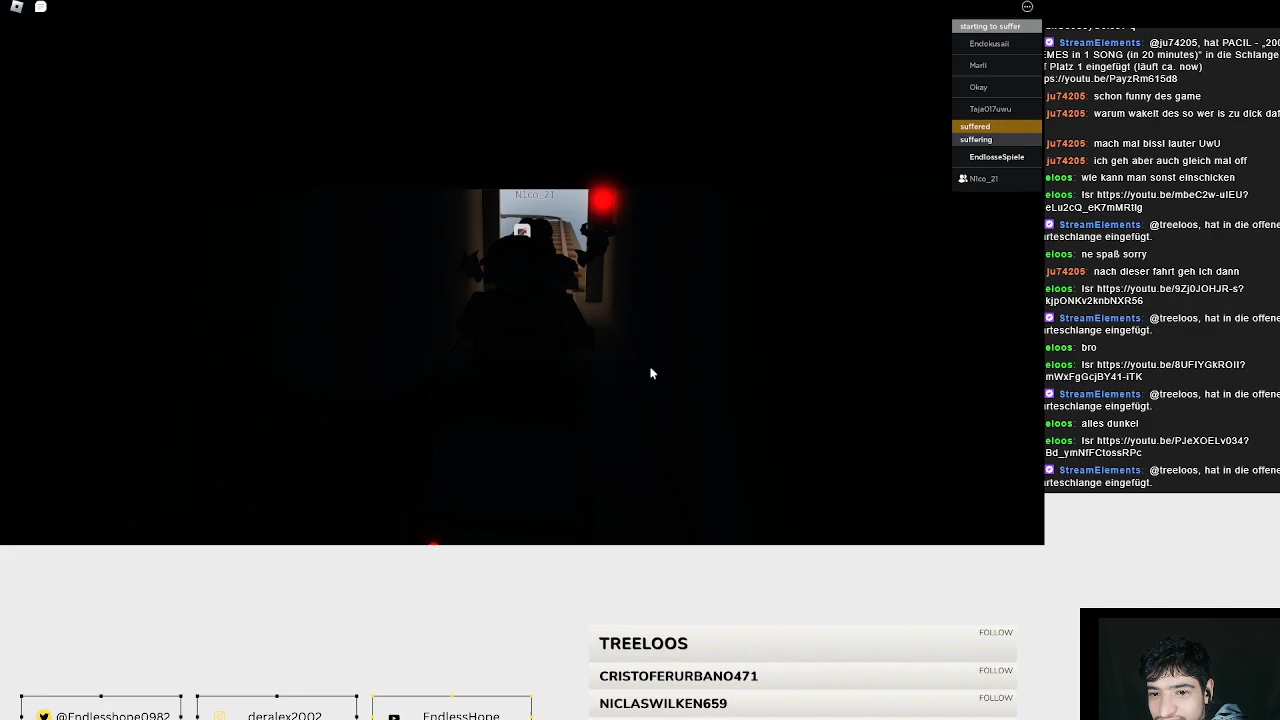 starting to suffer
Endokusaii
Marli
Okay
Taja017uwu
suffered
suffering
EndlosseSpiele
N1co_21
N1co_21
StreamElements: @ju74205, hat PACIL - „200
EMES in 1 SONG (in 20 minutes)“ in die Schlange
f Platz 1 eingefügt (läuft ca. now)
ps://youtu.be/PayzRm615d8
ju74205: schon funny des game
ju74205: warum wakelt des so wer is zu dick daf
ju74205: mach mal bissl lauter UwU
ju74205: ich geh aber auch gleich mal off
eloos: wie kann man sonst einschicken
eloos: !sr https://youtu.be/mbeC2w-uIEU?
eLu2cQ_eK7mMRtIg
StreamElements: @treeloos, hat in die offene
arteschlange eingefügt.
eloos: ne spaß sorry
ju74205: nach dieser fahrt geh ich dann
eloos: !sr https://youtu.be/9Zj0JOHJR-s?
kjpONKv2knbNXR56
StreamElements: @treeloos, hat in die offene
arteschlange eingefügt.
eloos: bro
eloos: !sr https://youtu.be/8UFIYGkROII?
mWxFgGcjBY41-iTK
StreamElements: @treeloos, hat in die offene
arteschlange eingefügt.
eloos: alles dunkel
eloos: !sr https://youtu.be/PJeXOELv034?
Bd_ymNfFCtossRPc
StreamElements: @treeloos, hat in die offene
arteschlange eingefügt.
TREELOOS FOLLOW
CRISTOFERURBANO471 FOLLOW
NICLASWILKEN659 FOLLOW
@Endlesshope0982
deralex2002
EndlessHope